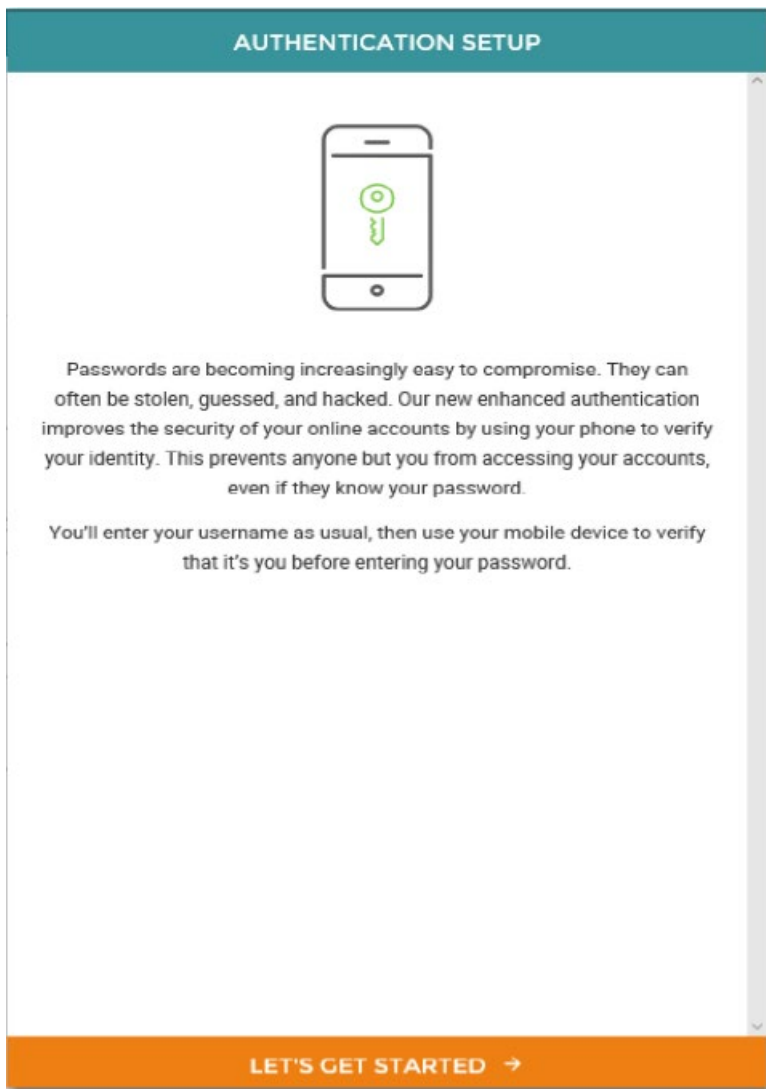 AUTHENTICATION SETUP
Passwords are becoming increasingly easy to compromise. They can
often be stolen, guessed, and hacked. Our new enhanced authentication
improves the security of your online accounts by using your phone to verify
your identity. This prevents anyone but you from accessing your accounts,
even if they know your password.
You'll enter your username as usual, then use your mobile device to verify
that it's you before entering your password.
LET'S GET STARTED →